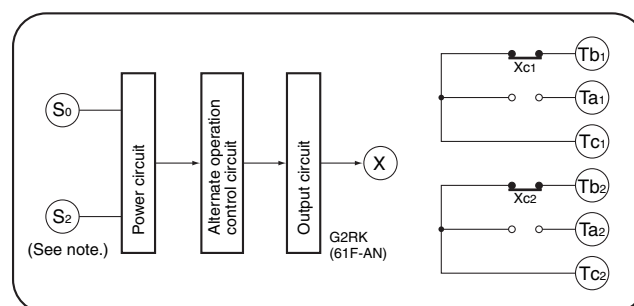 S0
S2
(See note.)
Power circuit
Alternate operation
control circuit
Output circuit
X
G2RK
(61F-AN)
Xc1
Tb1
Ta1
Tc1
Xc2
Tb2
Ta2
Tc2